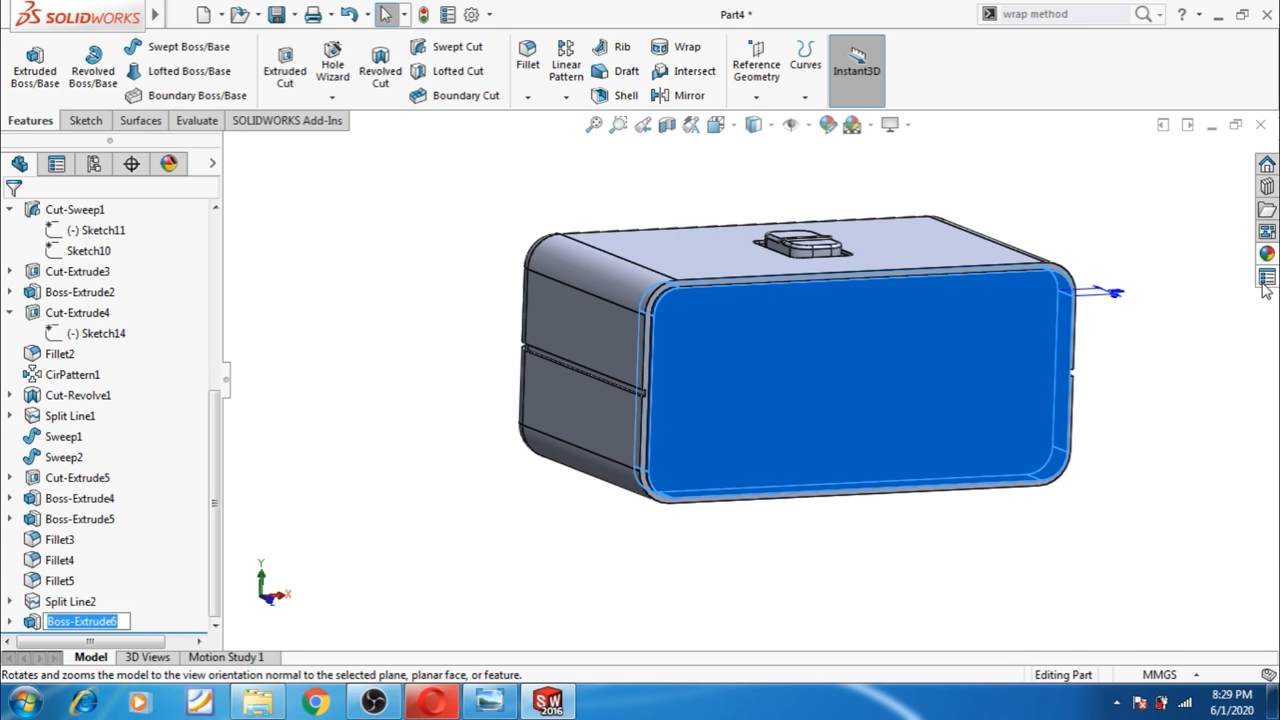 SOLIDWORKS
Part4 *
wrap method
Extruded Boss/Base
Revolved Boss/Base
Swept Boss/Base
Lofted Boss/Base
Boundary Boss/Base
Extruded Cut
Hole Wizard
Revolved Cut
Swept Cut
Lofted Cut
Boundary Cut
Fillet
Linear Pattern
Rib
Draft
Shell
Wrap
Intersect
Mirror
Reference Geometry
Curves
Instant3D
Features
Sketch
Surfaces
Evaluate
SOLIDWORKS Add-Ins
Cut-Sweep1
(-) Sketch11
Sketch10
Cut-Extrude3
Boss-Extrude2
Cut-Extrude4
(-) Sketch14
Fillet2
CirPattern1
Cut-Revolve1
Split Line1
Sweep1
Sweep2
Cut-Extrude5
Boss-Extrude4
Boss-Extrude5
Fillet3
Fillet4
Fillet5
Split Line2
Boss-Extrude6
Y
X
Z
Model
3D Views
Motion Study 1
Rotates and zooms the model to the view orientation normal to the selected plane, planar face, or feature.
Editing Part
MMGS
SW
2016
8:29 PM
6/1/2020